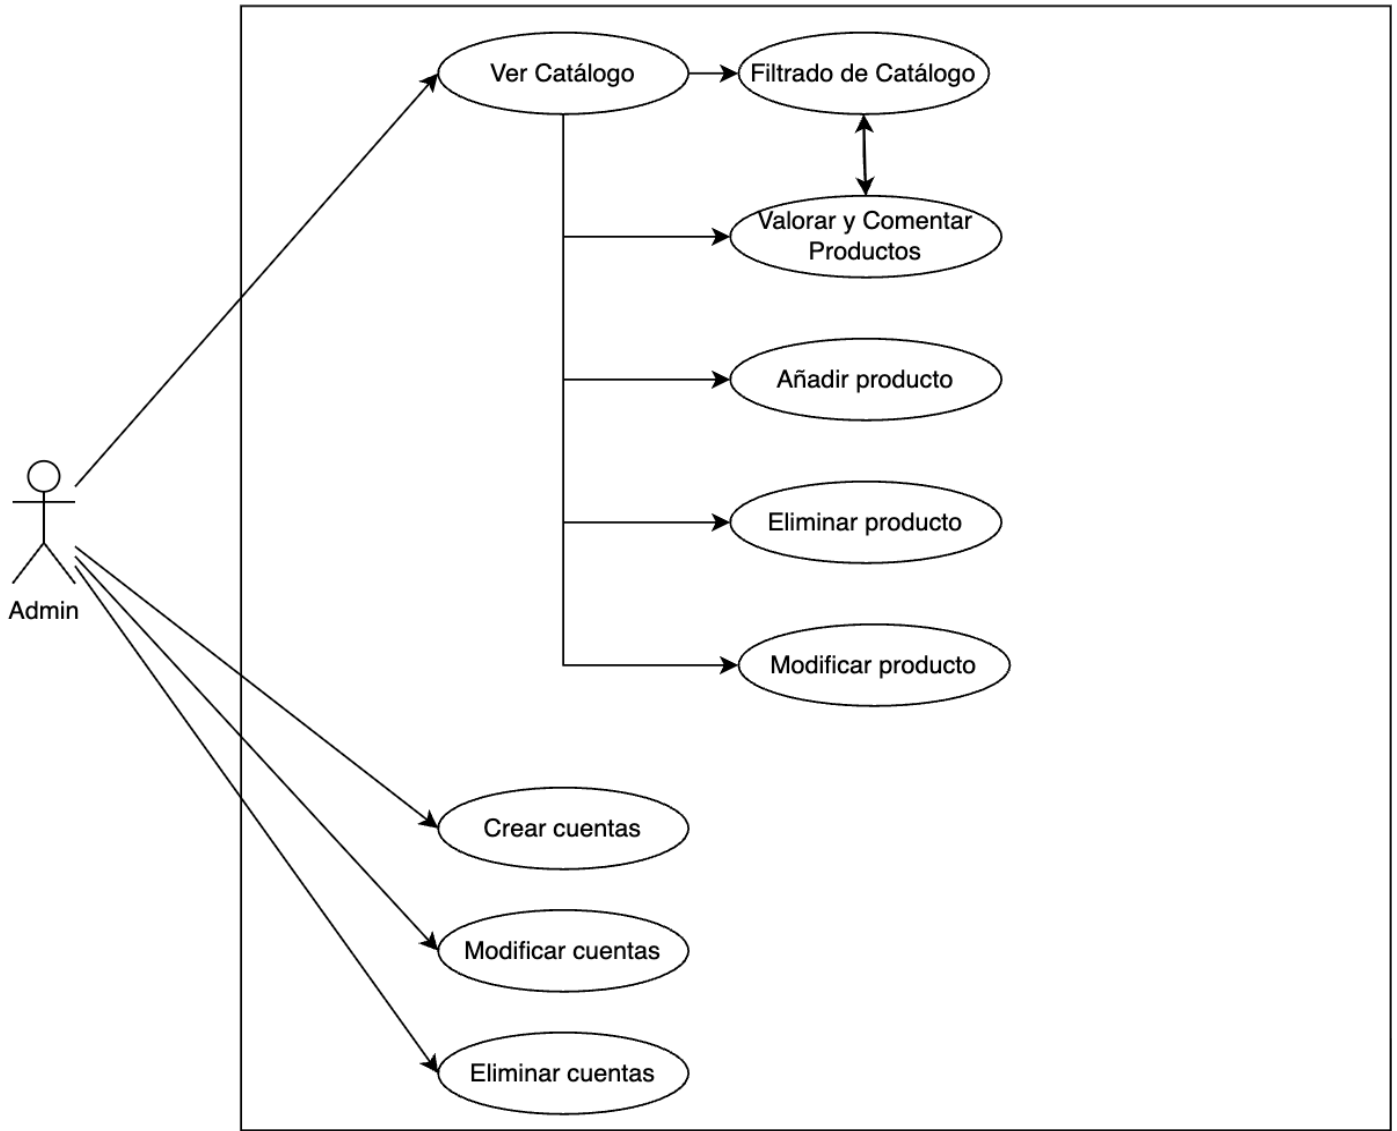 Ver Catálogo
Filtrado de Catálogo
Valorar y Comentar
Productos
Añadir producto
Eliminar producto
Modificar producto
Admin
Crear cuentas
Modificar cuentas
Eliminar cuentas